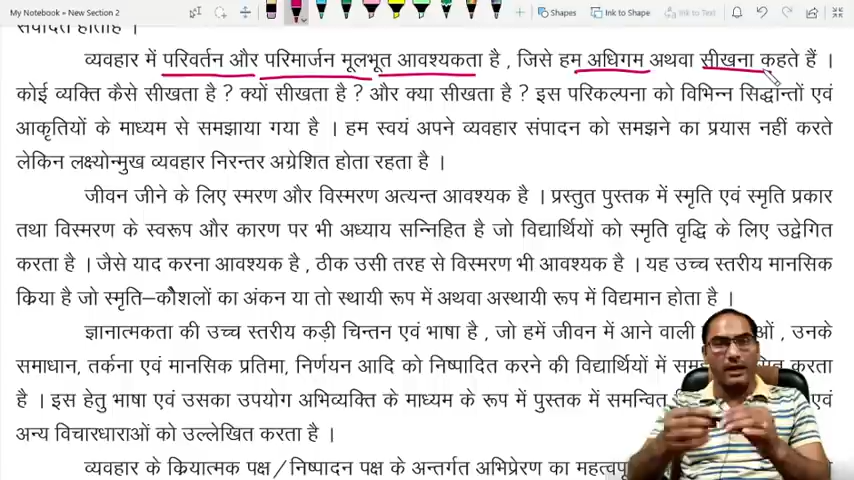 Notebook » New Section 2
Shapes
Ink to Shape
Ink to Text
संपादित होताहै ।
व्यवहार में परिवर्तन और परिमार्जन मूलभूत आवश्यकता है , जिसे हम अधिगम अथवा सीखना कहते हैं ।
कोई व्यक्ति कैसे सीखता है ? क्यों सीखता है ? और क्या सीखता है ? इस परिकल्पना को विभिन्न सिद्धान्तों एवं
आकृतियों के माध्यम से समझाया गया है । हम स्वयं अपने व्यवहार संपादन को समझने का प्रयास नहीं करते
लेकिन लक्ष्योन्मुख व्यवहार निरन्तर अग्रेशित होता रहता है ।
जीवन जीने के लिए स्मरण और विस्मरण अत्यन्त आवश्यक है । प्रस्तुत पुस्तक में स्मृति एवं स्मृति प्रकार
तथा विस्मरण के स्वरूप और कारण पर भी अध्याय सन्निहित है जो विद्यार्थियों को स्मृति वृद्धि के लिए उद्वेगित
करता है । जैसे याद करना आवश्यक है , ठीक उसी तरह से विस्मरण भी आवश्यक है । यह उच्च स्तरीय मानसिक
क्रिया है जो स्मृति–कौशलों का अंकन या तो स्थायी रूप में अथवा अस्थायी रूप में विद्यमान होता है ।
ज्ञानात्मकता की उच्च स्तरीय कड़ी चिन्तन एवं भाषा है , जो हमें जीवन में आने वाली , उनके
समाधान, तर्कना एवं मानसिक प्रतिमा, निर्णयन आदि को निष्पादित करने की विद्यार्थियों में करता
है । इस हेतु भाषा एवं उसका उपयोग अभिव्यक्ति के माध्यम के रूप में पुस्तक में समन्वित एवं
अन्य विचारधाराओं को उल्लेखित करता है ।
व्यवहार के क्रियात्मक पक्ष/निष्पादन पक्ष के अन्तर्गत अभिप्रेरण का